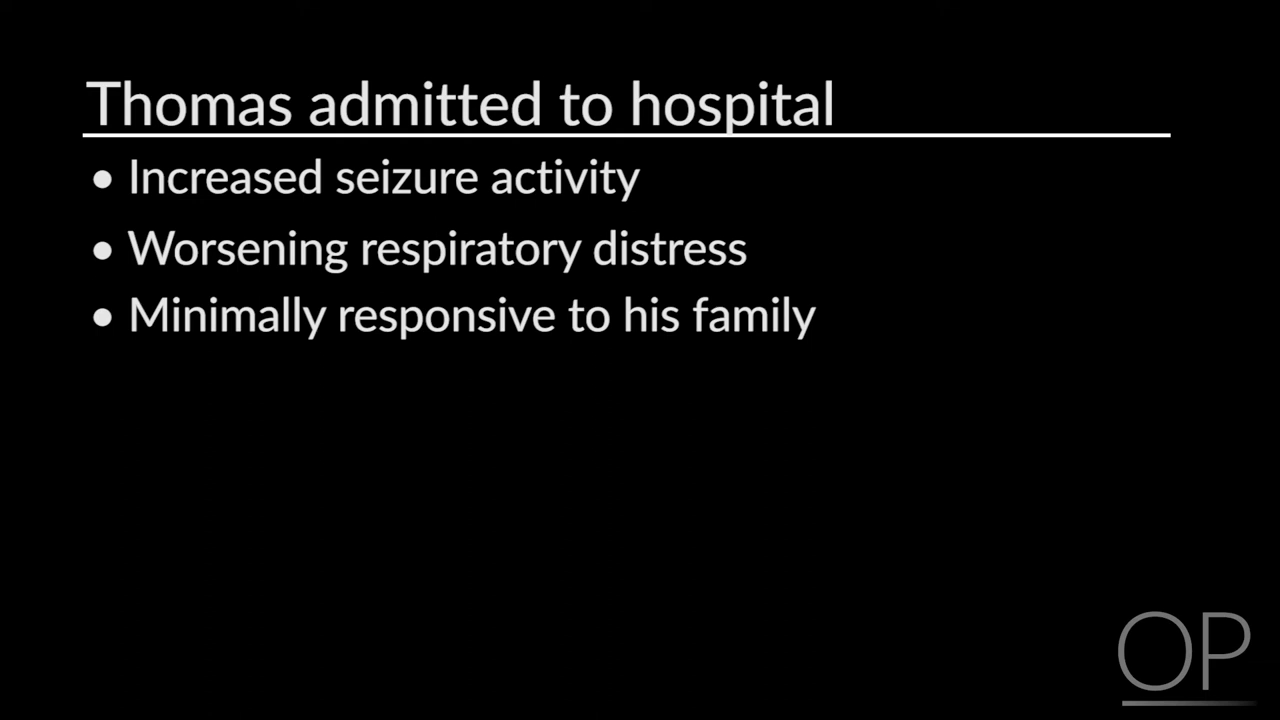 Thomas admitted to hospital
• Increased seizure activity
• Worsening respiratory distress
• Minimally responsive to his family
OP